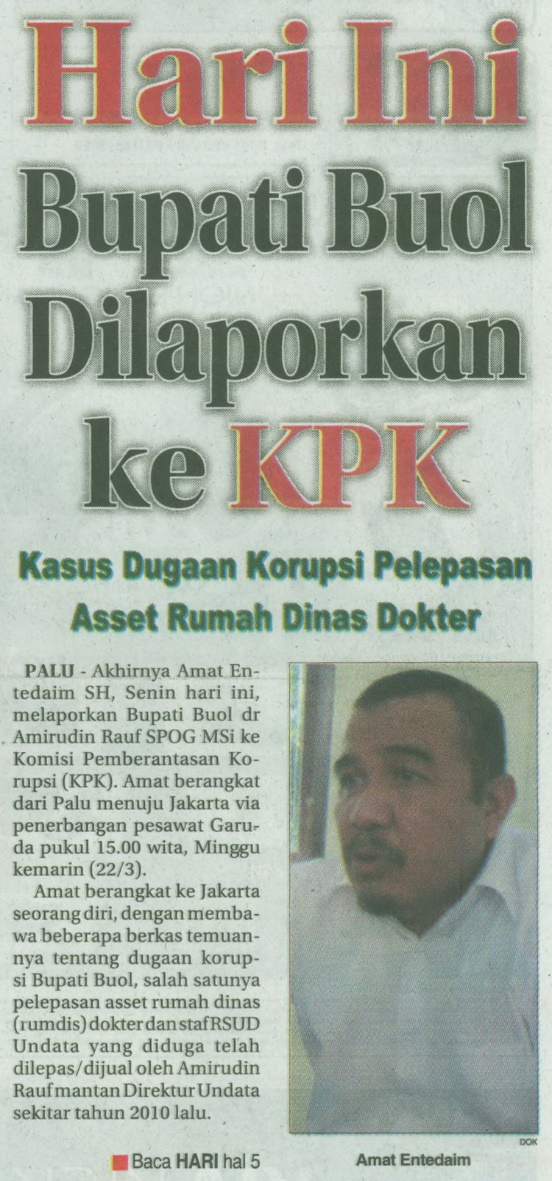 Hari Ini
Bupati Buol
Dilaporkan
ke KPK
Kasus Dugaan Korupsi Pelepasan
Asset Rumah Dinas Dokter
PALU - Akhirnya Amat En-
tedaim SH, Senin hari ini,
melaporkan Bupati Buol dr
Amirudin Rauf SPOG MSi ke
Komisi Pemberantasan Ko-
rupsi (KPK). Amat berangkat
dari Palu menuju Jakarta via
penerbangan pesawat Garu-
da pukul 15.00 wita, Minggu
kemarin (22/3).
Amat berangkat ke Jakarta
seorang diri, dengan memba-
wa beberapa berkas temuan-
nya tentang dugaan korup-
si Bupati Buol, salah satunya
pelepasan asset rumah dinas
(rumdis) dokter dan staf RSUD
Undata yang diduga telah
dilepas/dijual oleh Amirudin
Rauf mantan Direktur Undata
sekitar tahun 2010 lalu.
Baca HARI hal 5
DOK
Amat Entedaim